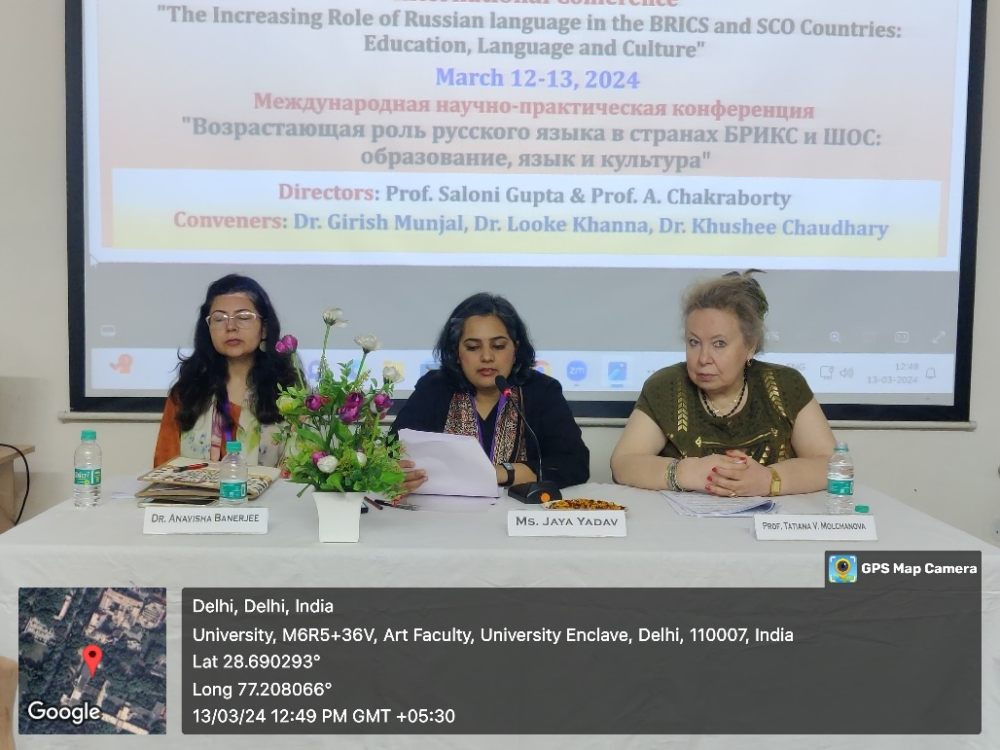 International Conference
"The Increasing Role of Russian language in the BRICS and SCO Countries:
Education, Language and Culture"
March 12-13, 2024
Международная научно-практическая конференция
"Возрастающая роль русского языка в странах БРИКС и ШОС:
образование, язык и культура"
Directors: Prof. Saloni Gupta & Prof. A. Chakraborty
Conveners: Dr. Girish Munjal, Dr. Looke Khanna, Dr. Khushee Chaudhary
zm
ENG
12:49
13-03-2024
DR. ANAVISHA BANERJEE
MS. JAYA YADAV
PROF. TATIANA V. MOLCHANOVA
GPS Map Camera
Delhi, Delhi, India
University, M6R5+36V, Art Faculty, University Enclave, Delhi, 110007, India
Lat 28.690293°
Long 77.208066°
13/03/24 12:49 PM GMT +05:30
Google